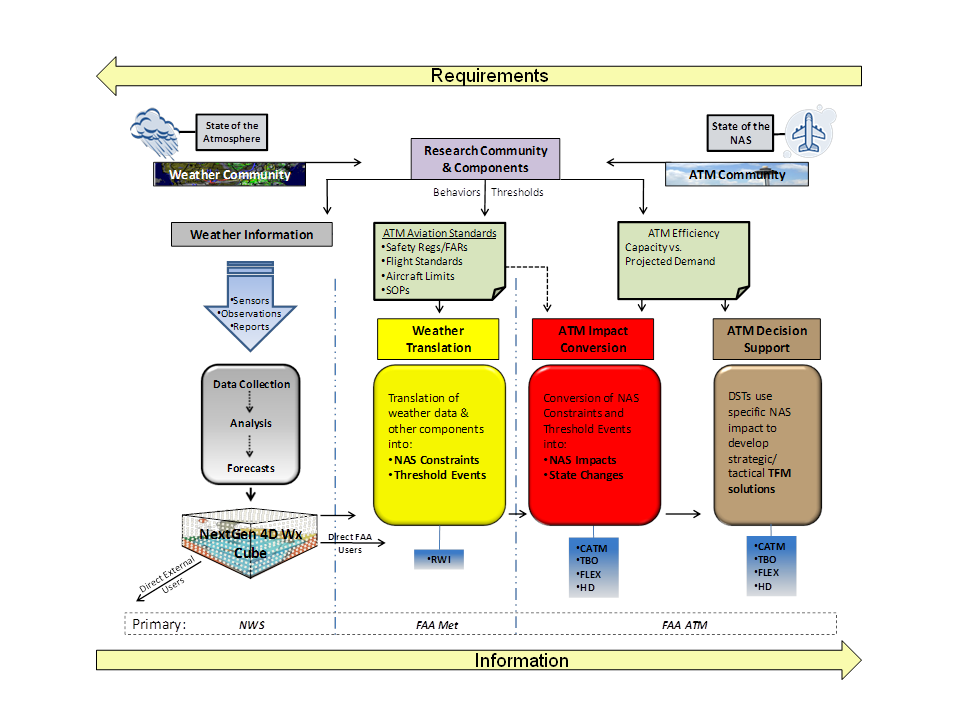 Requirements
State of the
Atmosphere
State of the
NAS
Research Community
& Components
Weather Community
ATM Community
Behaviors
Thresholds
Weather Information
ATM Aviation Standards
•Safety Regs/FARs
•Flight Standards
•Aircraft Limits
•SOPs
ATM Efficiency
Capacity vs.
Projected Demand
•Sensors
•Observations
•Reports
Weather
Translation
ATM Impact
Conversion
ATM Decision
Support
Data Collection
Analysis
Forecasts
Translation of
weather data &
other components
into:
•NAS Constraints
•Threshold Events
Conversion of NAS
Constraints and
Threshold Events
into:
•NAS Impacts
•State Changes
DSTs use
specific NAS
impact to
develop
strategic/
tactical TFM
solutions
NextGen 4D Wx
Cube
Direct FAA
Users
Direct External
Users
•RWI
•CATM
•TBO
•FLEX
•HD
•CATM
•TBO
•FLEX
•HD
Primary:
NWS
FAA Met
FAA ATM
Information